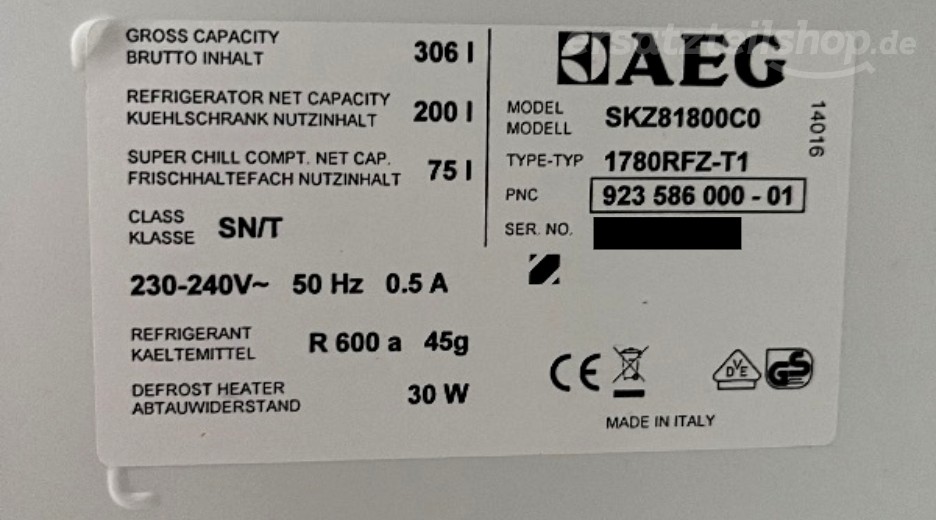 GROSS CAPACITY
BRUTTO INHALT
306 l
REFRIGERATOR NET CAPACITY
KUEHLSCHRANK NUTZINHALT
200 l
SUPER CHILL COMPT. NET CAP.
FRISCHHALTEFACH NUTZINHALT
75 l
CLASS
KLASSE
SN/T
230-240V~ 50 Hz 0.5 A
REFRIGERANT
KAELTEMITTEL
R 600 a 45g
DEFROST HEATER
ABTAUWIDERSTAND
30 W
ersatzteilshop.de
AEG
MODEL
MODELL
SKZ81800C0
TYPE-TYP 1780RFZ-T1
PNC 923 586 000 - 01
SER. NO.
14016
CE
DVE
GS
MADE IN ITALY